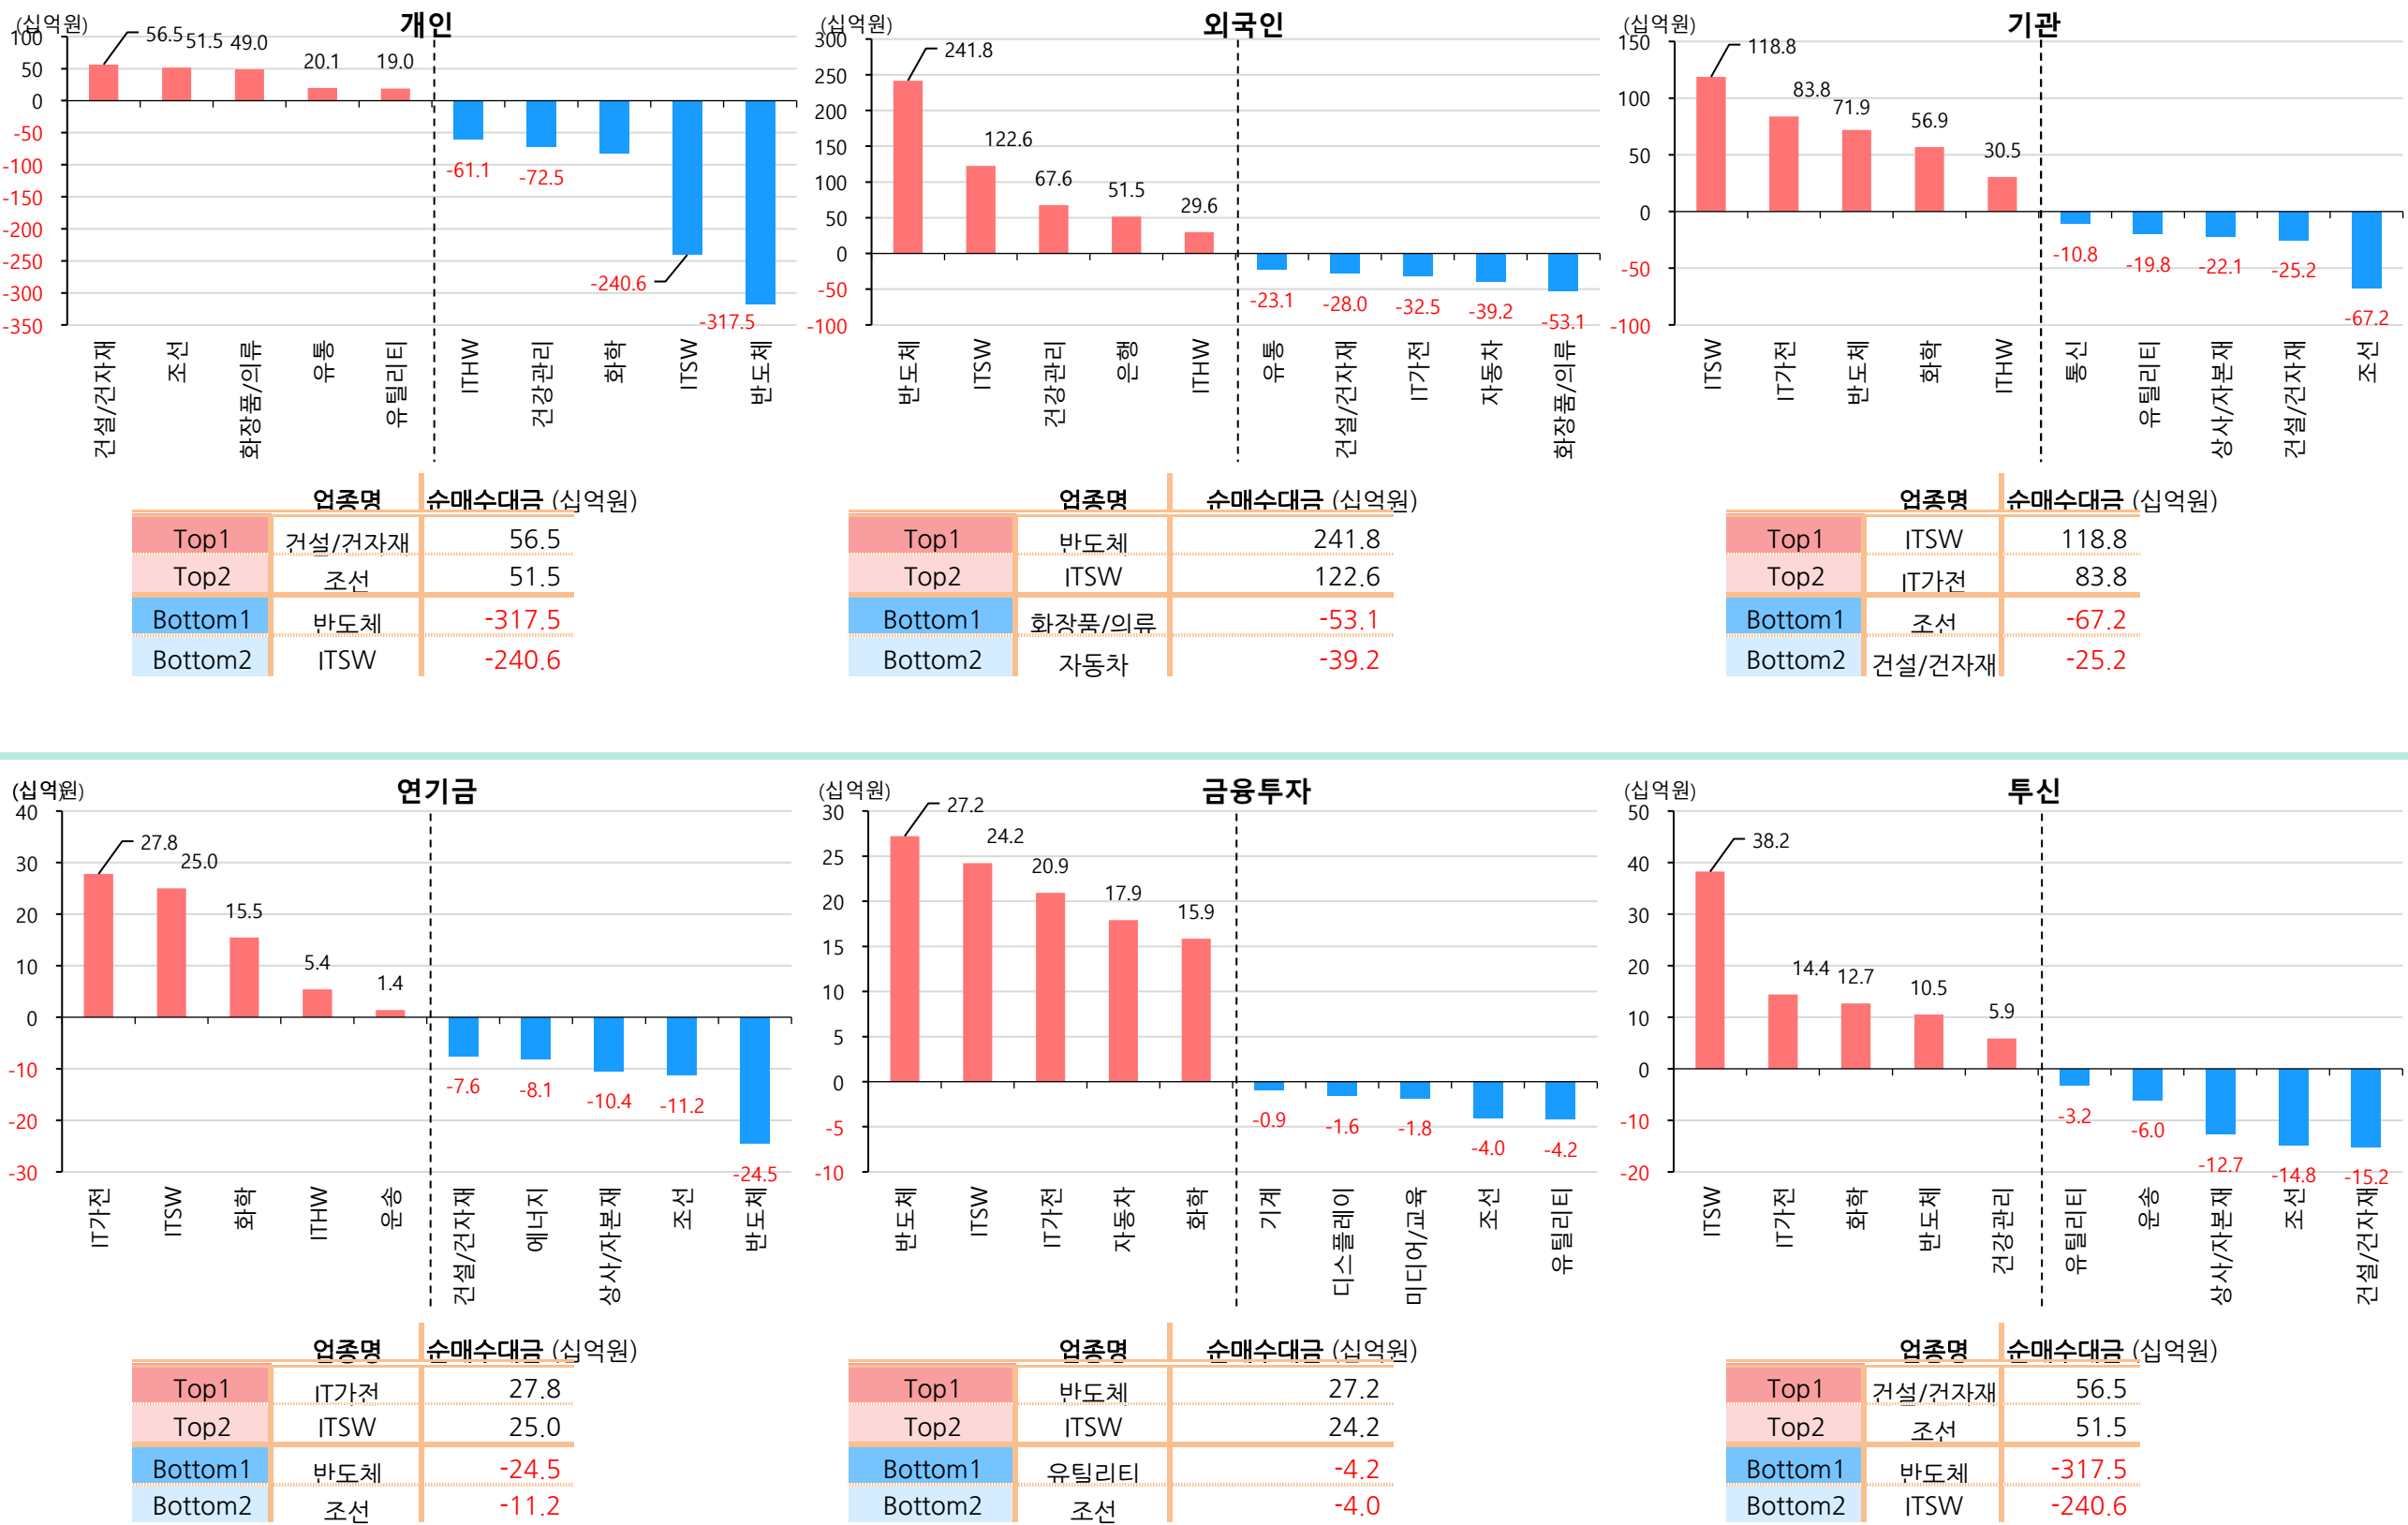 개인
(십억원)
100
50
0
-50
-100
-150
-200
-250
-300
-350
56.5
51.5
49.0
20.1
19.0
-61.1
-72.5
-240.6
-317.5
건설/건자재
조선
화장품/의류
유통
유틸리티
ITHW
건강관리
화학
ITSW
반도체
외국인
(십억원)
300
250
200
150
100
50
0
-50
-100
241.8
122.6
67.6
51.5
29.6
-23.1
-28.0
-32.5
-39.2
-53.1
반도체
ITSW
건강관리
은행
ITHW
유통
건설/건자재
IT가전
자동차
화장품/의류
기관
(십억원)
150
100
50
0
-50
-100
118.8
83.8
71.9
56.9
30.5
-10.8
-19.8
-22.1
-25.2
-67.2
ITSW
IT가전
반도체
화학
ITHW
통신
유틸리티
상사/자본재
건설/건자재
조선
업종명 순매수대금 (십억원)
Top1 건설/건자재 56.5
Top2 조선 51.5
Bottom1 반도체 -317.5
Bottom2 ITSW -240.6
업종명 순매수대금 (십억원)
Top1 반도체 241.8
Top2 ITSW 122.6
Bottom1 화장품/의류 -53.1
Bottom2 자동차 -39.2
업종명 순매수대금 (십억원)
Top1 ITSW 118.8
Top2 IT가전 83.8
Bottom1 조선 -67.2
Bottom2 건설/건자재 -25.2
연기금
(십억원)
40
30
20
10
0
-10
-20
-30
27.8
25.0
15.5
5.4
1.4
-7.6
-8.1
-10.4
-11.2
-24.5
IT가전
ITSW
화학
ITHW
운송
건설/건자재
에너지
상사/자본재
조선
반도체
금융투자
(십억원)
30
25
20
15
10
5
0
-5
-10
27.2
24.2
20.9
17.9
15.9
-0.9
-1.6
-1.8
-4.0
-4.2
반도체
ITSW
IT가전
자동차
화학
기계
디스플레이
미디어/교육
조선
유틸리티
투신
(십억원)
50
40
30
20
10
0
-10
-20
38.2
14.4
12.7
10.5
5.9
-3.2
-6.0
-12.7
-14.8
-15.2
ITSW
IT가전
화학
반도체
건강관리
유틸리티
운송
상사/자본재
조선
건설/건자재
업종명 순매수대금 (십억원)
Top1 IT가전 27.8
Top2 ITSW 25.0
Bottom1 반도체 -24.5
Bottom2 조선 -11.2
업종명 순매수대금 (십억원)
Top1 반도체 27.2
Top2 ITSW 24.2
Bottom1 유틸리티 -4.2
Bottom2 조선 -4.0
업종명 순매수대금 (십억원)
Top1 건설/건자재 56.5
Top2 조선 51.5
Bottom1 반도체 -317.5
Bottom2 ITSW -240.6